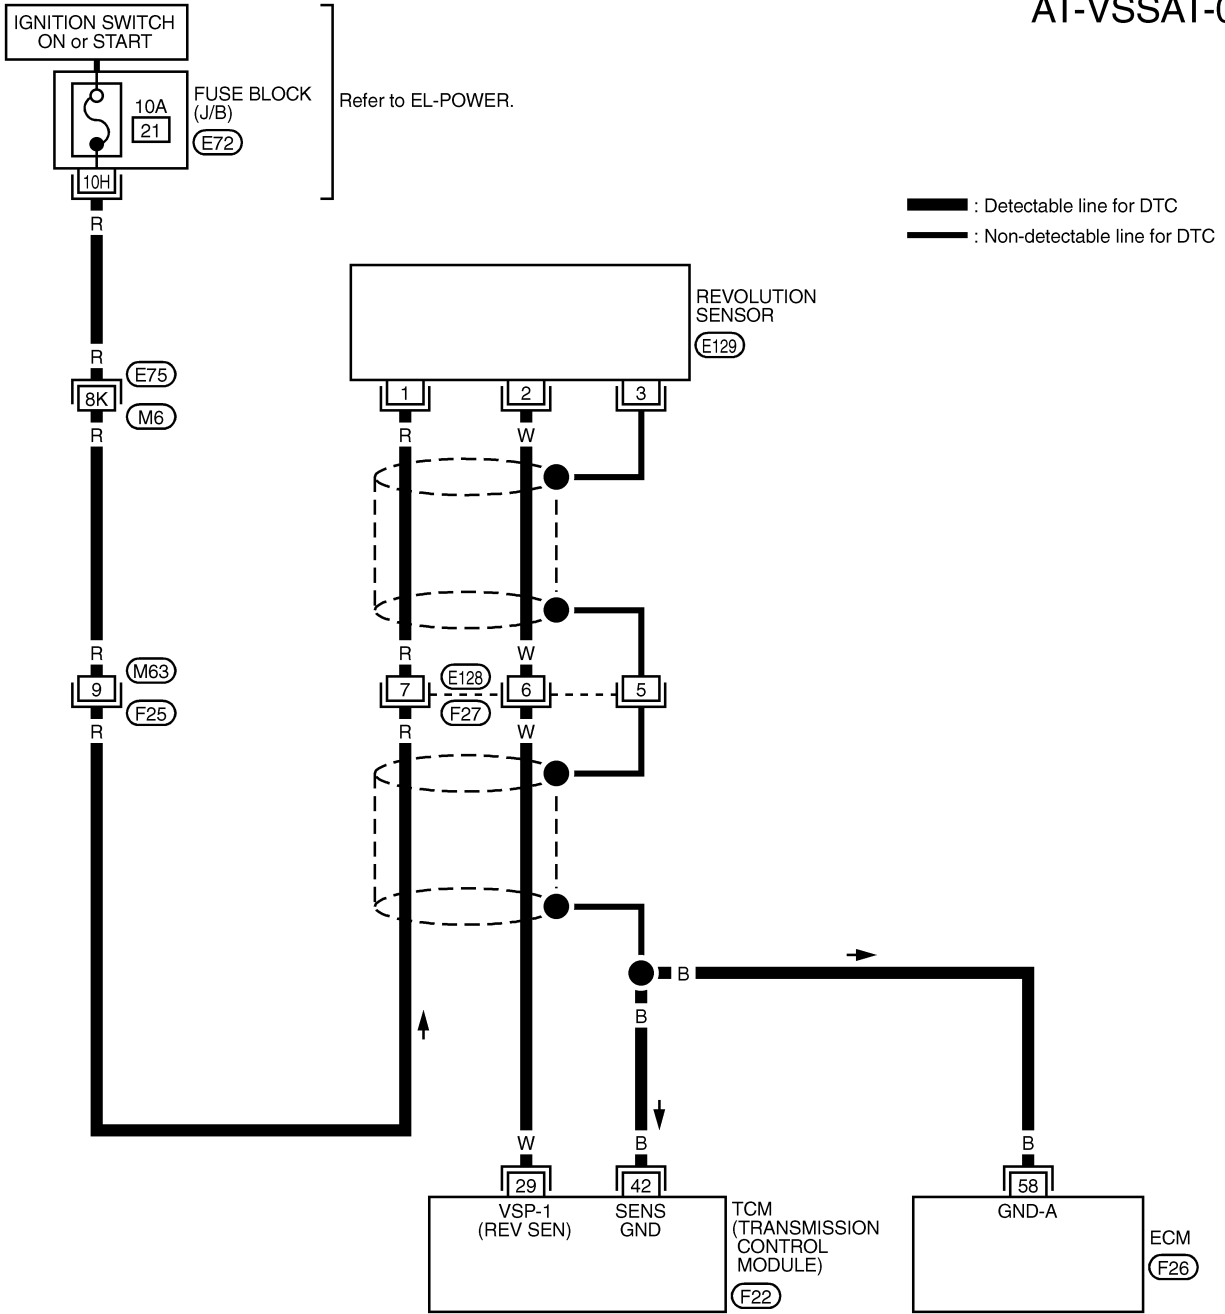 AT-VSSAT-0
IGNITION SWITCH
ON or START
FUSE BLOCK
(J/B)
10A
21
E72
Refer to EL-POWER.
10H
R
: Detectable line for DTC
: Non-detectable line for DTC
REVOLUTION
SENSOR
E129
R
E75
8K
M6
R
1
2
3
R
W
R
M63
9
F25
R
R
W
E128
7
6
5
F27
R
W
B
B
W
B
B
29
42
58
VSP-1
(REV SEN)
SENS
GND
TCM
(TRANSMISSION
CONTROL
MODULE)
F22
GND-A
ECM
F26